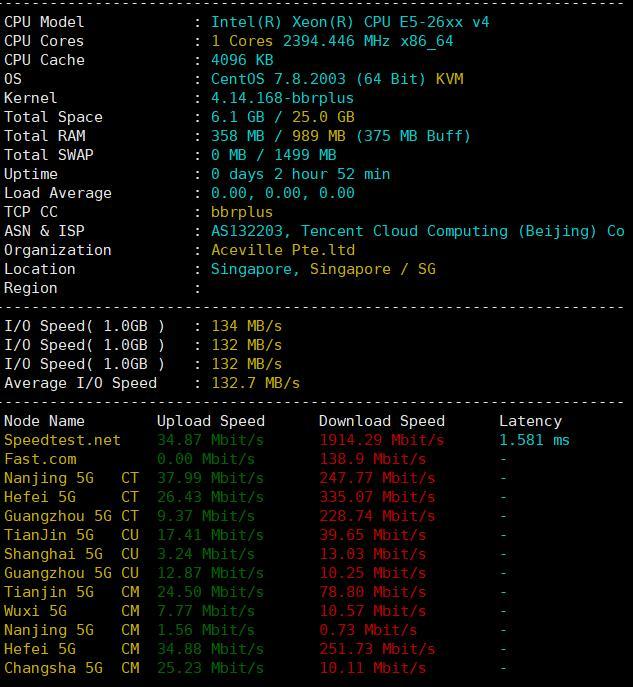 CPU Model : Intel(R) Xeon(R) CPU E5-26xx v4
CPU Cores : 1 Cores 2394.446 MHz x86_64
CPU Cache : 4096 KB
OS : CentOS 7.8.2003 (64 Bit) KVM
Kernel : 4.14.168-bbrplus
Total Space : 6.1 GB / 25.0 GB
Total RAM : 358 MB / 989 MB (375 MB Buff)
Total SWAP : 0 MB / 1499 MB
Uptime : 0 days 2 hour 52 min
Load Average : 0.00, 0.00, 0.00
TCP CC : bbrplus
ASN & ISP : AS132203, Tencent Cloud Computing (Beijing) Co
Organization : Aceville Pte.ltd
Location : Singapore, Singapore / SG
Region :
I/O Speed( 1.0GB ) : 134 MB/s
I/O Speed( 1.0GB ) : 132 MB/s
I/O Speed( 1.0GB ) : 132 MB/s
Average I/O Speed : 132.7 MB/s
Node Name Upload Speed Download Speed Latency
Speedtest.net 34.87 Mbit/s 1914.29 Mbit/s 1.581 ms
Fast.com 0.00 Mbit/s 138.9 Mbit/s -
Nanjing 5G CT 37.99 Mbit/s 247.77 Mbit/s -
Hefei 5G CT 26.43 Mbit/s 335.07 Mbit/s -
Guangzhou 5G CT 9.37 Mbit/s 228.74 Mbit/s -
TianJin 5G CU 17.41 Mbit/s 39.65 Mbit/s -
Shanghai 5G CU 3.24 Mbit/s 13.03 Mbit/s -
Guangzhou 5G CU 12.87 Mbit/s 10.25 Mbit/s -
Tianjin 5G CM 24.50 Mbit/s 78.80 Mbit/s -
Wuxi 5G CM 7.77 Mbit/s 10.57 Mbit/s -
Nanjing 5G CM 1.56 Mbit/s 0.73 Mbit/s -
Hefei 5G CM 34.88 Mbit/s 251.73 Mbit/s -
Changsha 5G CM 25.23 Mbit/s 10.11 Mbit/s -